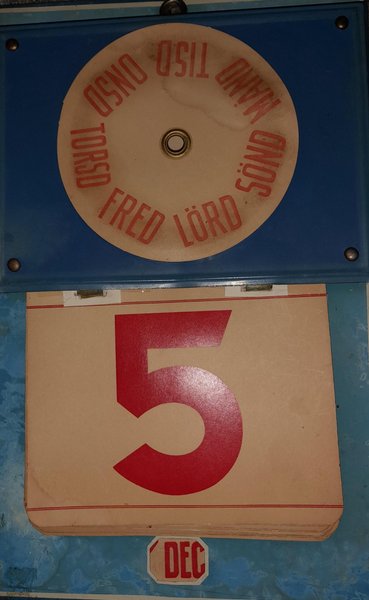 MÅND
TISD
ONSD
TORSD
FRED
LÖRD
SÖND
5
DEC